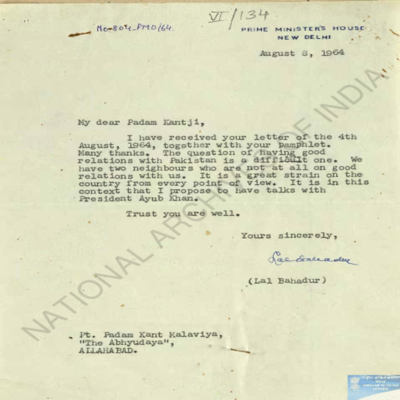 No-804-PMO/64.
VI/134
PRIME MINISTER'S HOUSE
NEW DELHI
August 5, 1964
My dear Padam Kantji,
I have received your letter of the 4th
August, 1964, together with your pamphlet.
Many thanks. The question of having good
relations with Pakistan is a difficult one. We
have two neighbours who are not at all on good
relations with us. It is a great strain on the
country from every point of view. It is in this
context that I propose to have talks with
President Ayub Khan.
Trust you are well.
Yours sincerely,
Lal Bahadur
(Lal Bahadur)
Pt. Padam Kant Malaviya,
"The Abhyudaya",
ALLAHABAD.
NATIONAL ARCHIVES OF INDIA